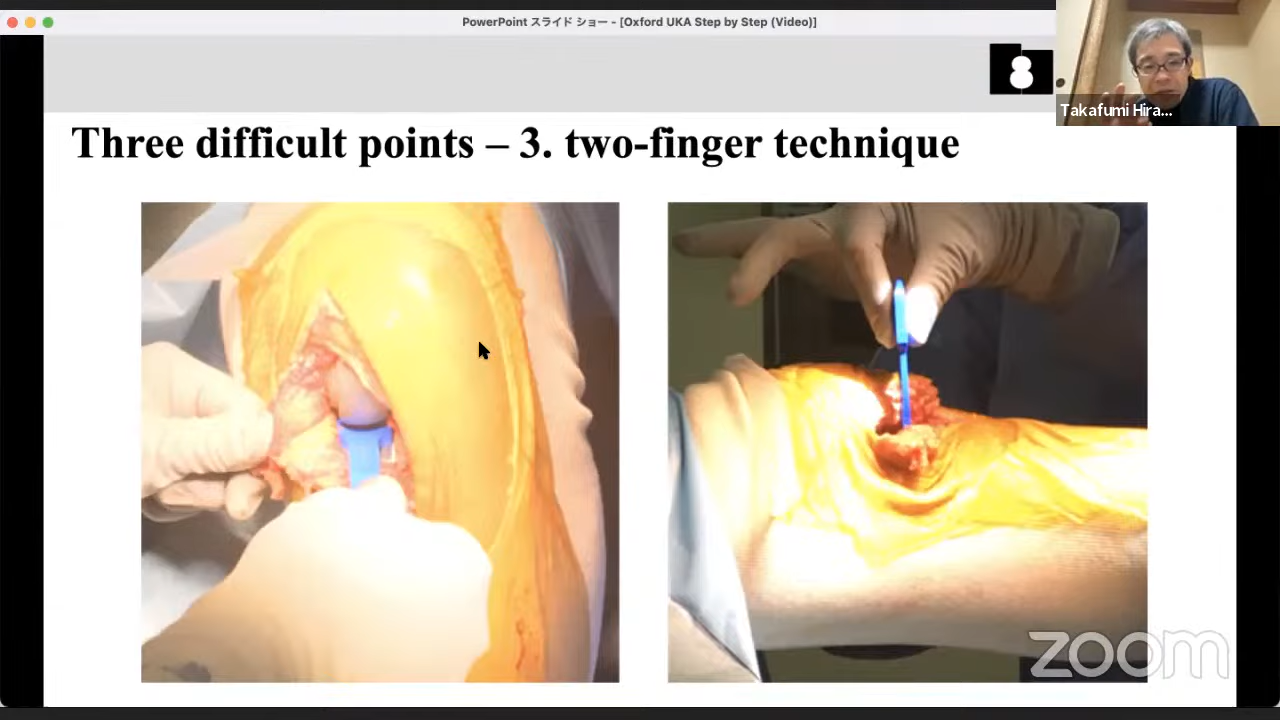 PowerPoint スライド ショー - [Oxford UKA Step by Step (Video)]
Takafumi Hira...
Three difficult points – 3. two-finger technique
zoom